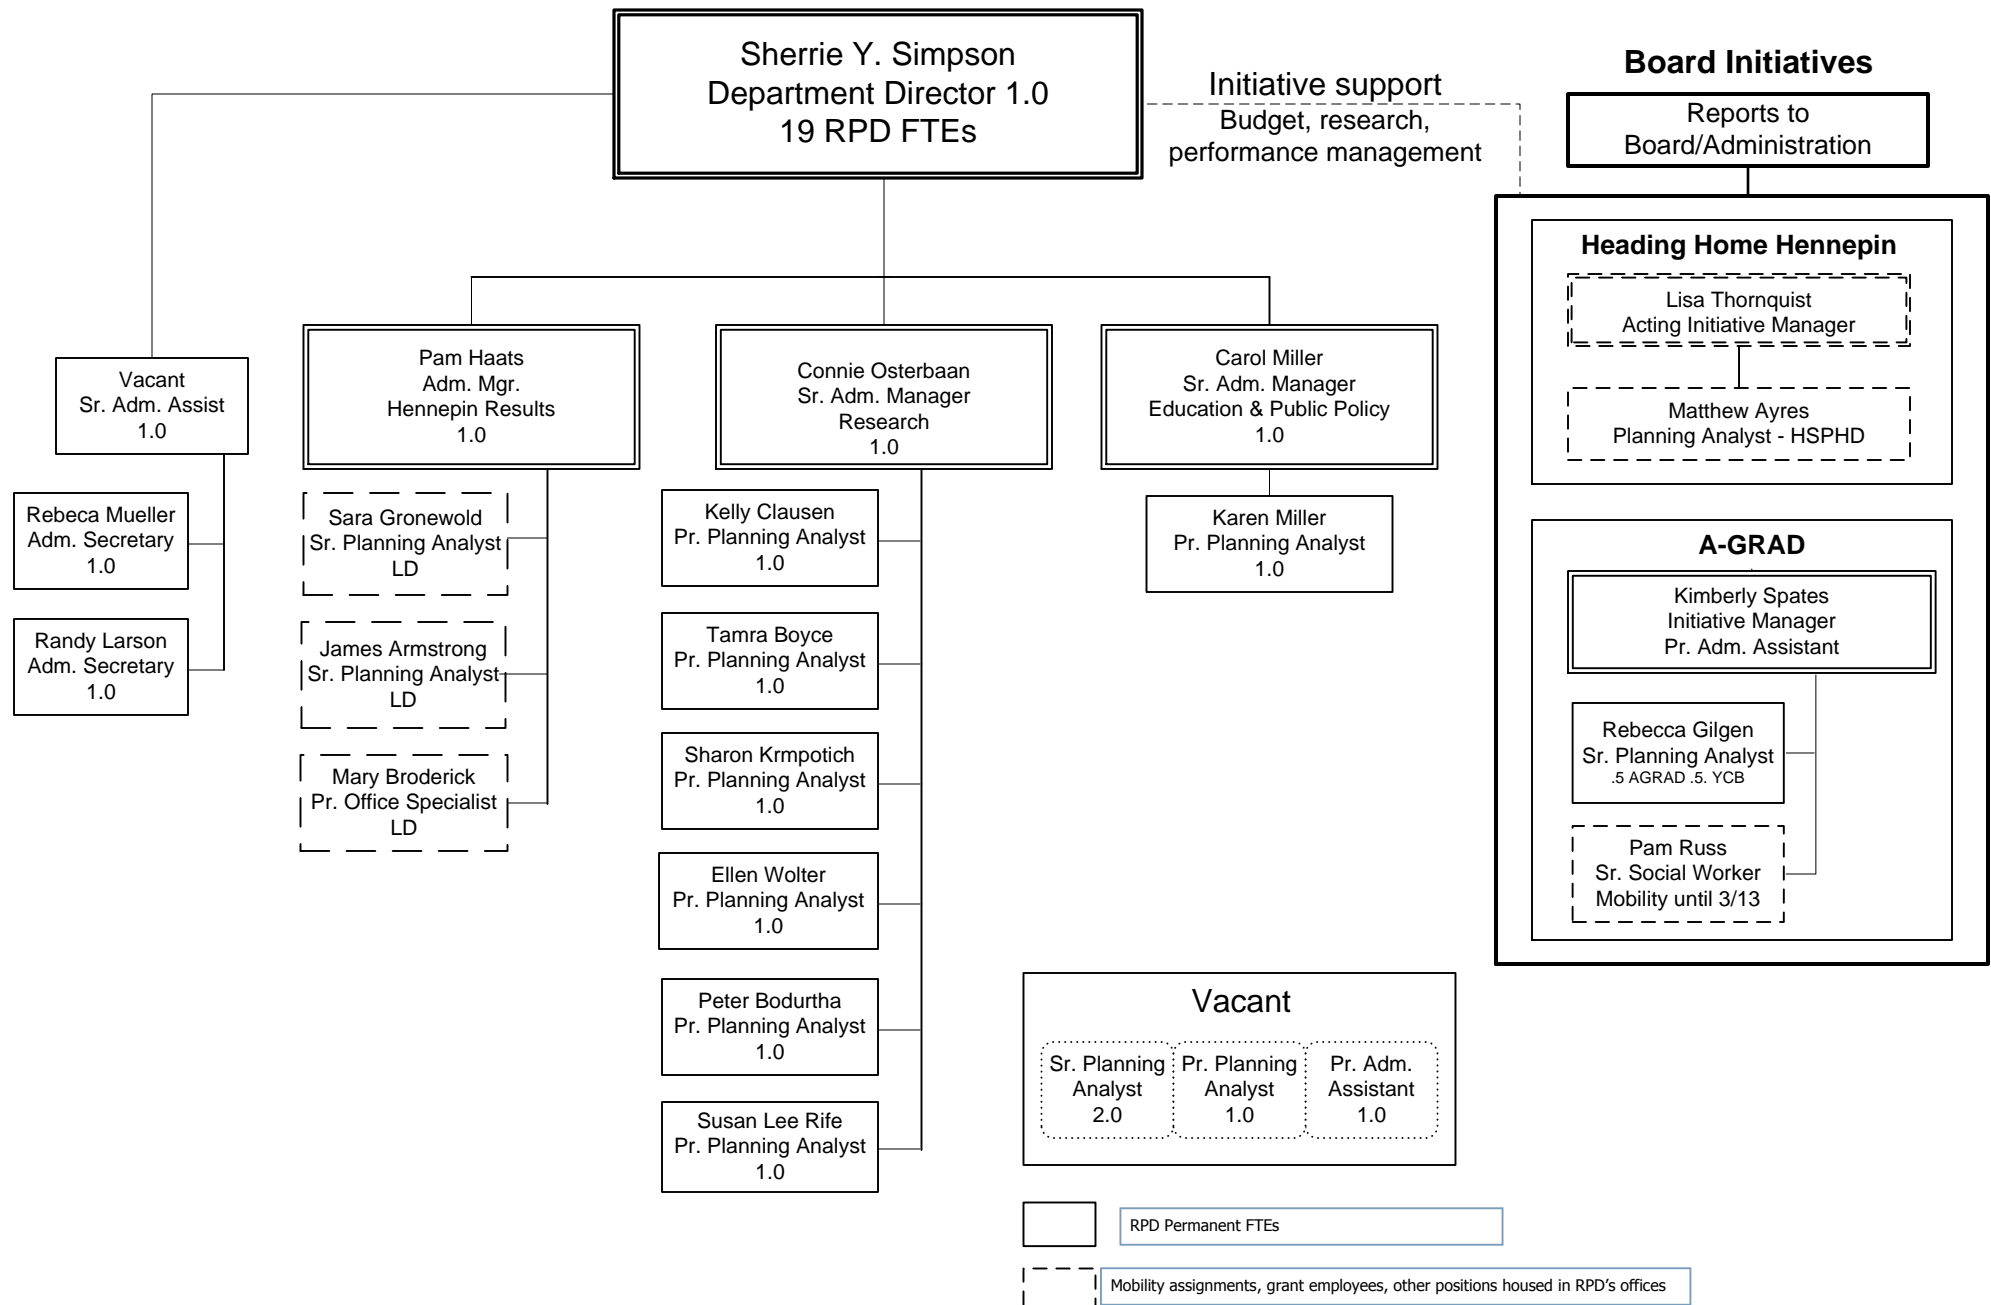 Sherrie Y. Simpson
Department Director 1.0
19 RPD FTEs
Initiative support
Budget, research,
performance management
Board Initiatives
Reports to
Board/Administration
Vacant
Sr. Adm. Assist
1.0
Rebeca Mueller
Adm. Secretary
1.0
Randy Larson
Adm. Secretary
1.0
Pam Haats
Adm. Mgr.
Hennepin Results
1.0
Sara Gronewold
Sr. Planning Analyst
LD
James Armstrong
Sr. Planning Analyst
LD
Mary Broderick
Pr. Office Specialist
LD
Connie Osterbaan
Sr. Adm. Manager
Research
1.0
Kelly Clausen
Pr. Planning Analyst
1.0
Tamra Boyce
Pr. Planning Analyst
1.0
Sharon Krmpotich
Pr. Planning Analyst
1.0
Ellen Wolter
Pr. Planning Analyst
1.0
Peter Bodurtha
Pr. Planning Analyst
1.0
Susan Lee Rife
Pr. Planning Analyst
1.0
Carol Miller
Sr. Adm. Manager
Education & Public Policy
1.0
Karen Miller
Pr. Planning Analyst
1.0
Heading Home Hennepin
Lisa Thornquist
Acting Initiative Manager
Matthew Ayres
Planning Analyst - HSPHD
A-GRAD
Kimberly Spates
Initiative Manager
Pr. Adm. Assistant
Rebecca Gilgen
Sr. Planning Analyst
.5 AGRAD .5. YCB
Pam Russ
Sr. Social Worker
Mobility until 3/13
Vacant
Sr. Planning
Analyst
2.0
Pr. Planning
Analyst
1.0
Pr. Adm.
Assistant
1.0
RPD Permanent FTEs
Mobility assignments, grant employees, other positions housed in RPD's offices